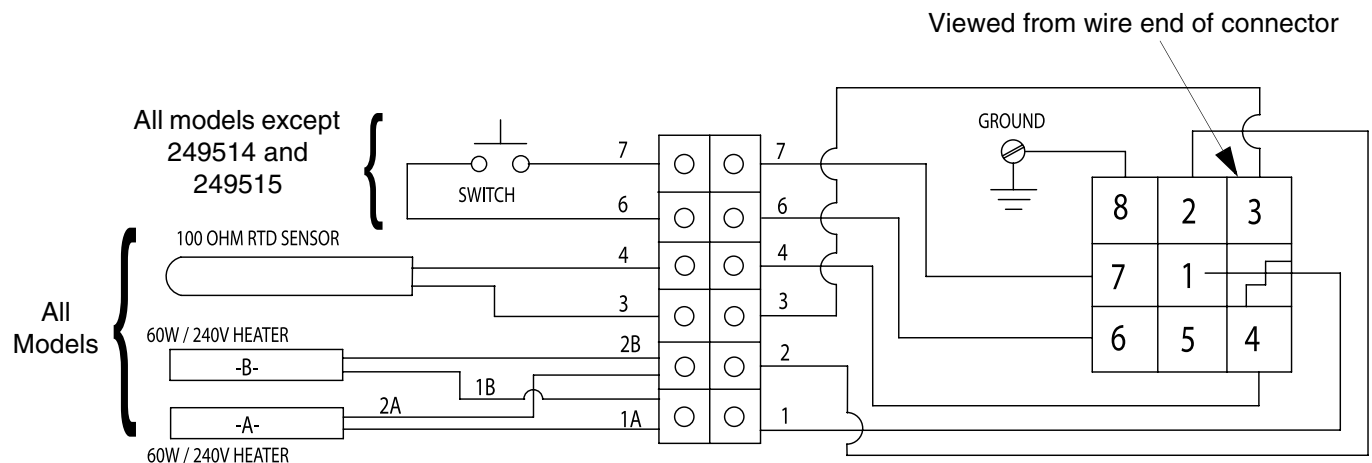 Viewed from wire end of connector
All models except
249514 and
249515
SWITCH
7
6
7
6
GROUND
8 2 3
7 1
6 5 4
100 OHM RTD SENSOR
4
3
4
3
All
Models
60W / 240V HEATER
-B-
2B
1B
2
2A
-A-
1A
1
60W / 240V HEATER